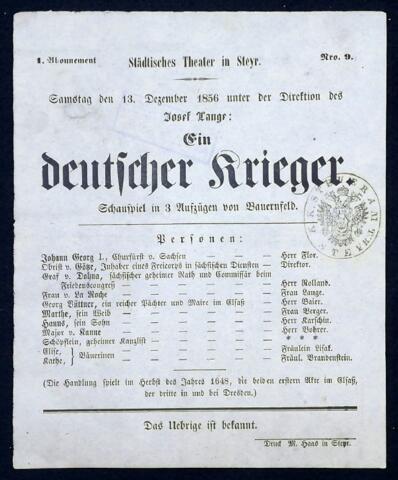 1. Abonnement Städtisches Theater in Steyr. Nro. 9.
Samstag den 13. Dezember 1856 unter der Direktion des
Josef Lange:
Ein
deutscher Krieger
Schauspiel in 3 Aufzügen von Bauernfeld.
Personen:
Johann Georg I., Churfürst v. Sachsen — — — — Herr Flor.
Obrist v. Götze, Inhaber eines Freicorps in sächsischen Diensten — Direktor.
Graf v. Dohna, sächsischer geheimer Rath und Commissär beim
Friedenscongreß — — — — — — Herr Rolland.
Frau v. La Roche — — — — — — Frau Lange.
Georg Büttner, ein reicher Pächter und Maire im Elsaß — — Herr Baier.
Marthe, sein Weib — — — — — — Frau Berger.
Hanns, sein Sohn — — — — — — Herr Karschin.
Major v. Kanne — — — — — — Herr Bohrer.
Schöpflein, geheimer Kanzlist — — — — — * * *
Elise, } Bäuerinen — — — — — — Fräulein Lisak.
Kathe, — — — — — — Fräul. Brandenstein.
(Die Handlung spielt im Herbst des Jahres 1648, die beiden erstern Akte im Elsaß,
der dritte in und bei Dresden.)
Das Uebrige ist bekannt.
Druck M. Haas in Steyr.